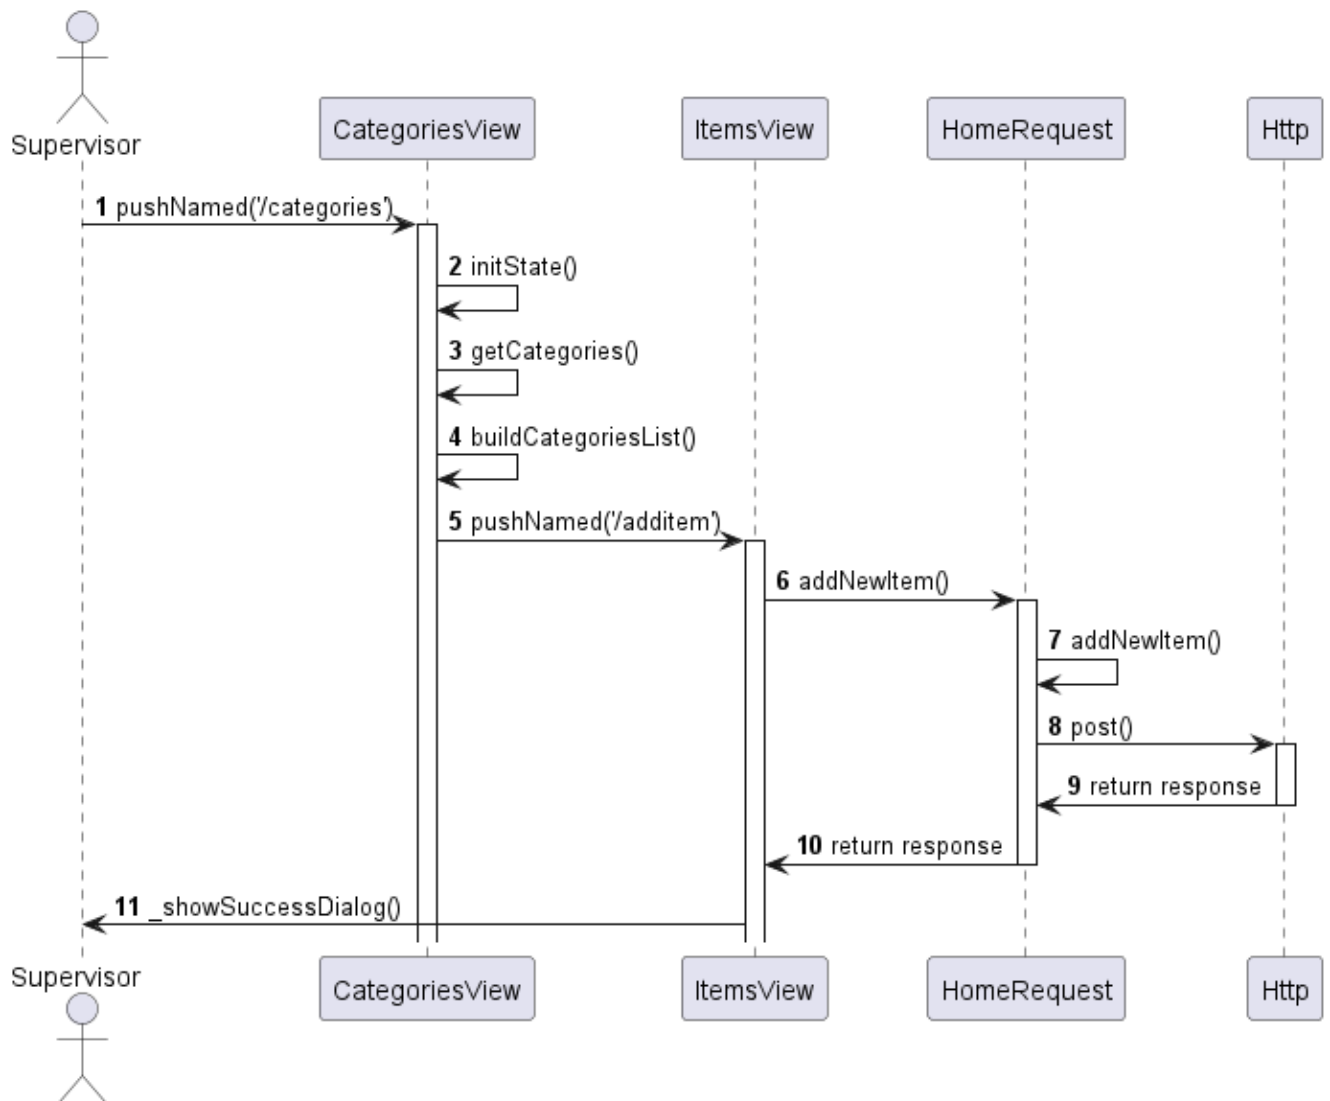 Supervisor
CategoriesView
ItemsView
HomeRequest
Http
1 pushNamed('/categories')
2 initState()
3 getCategories()
4 buildCategoriesList()
5 pushNamed('/additem')
6 addNewItem()
7 addNewItem()
8 post()
9 return response
10 return response
11 _showSuccessDialog()
Supervisor
CategoriesView
ItemsView
HomeRequest
Http